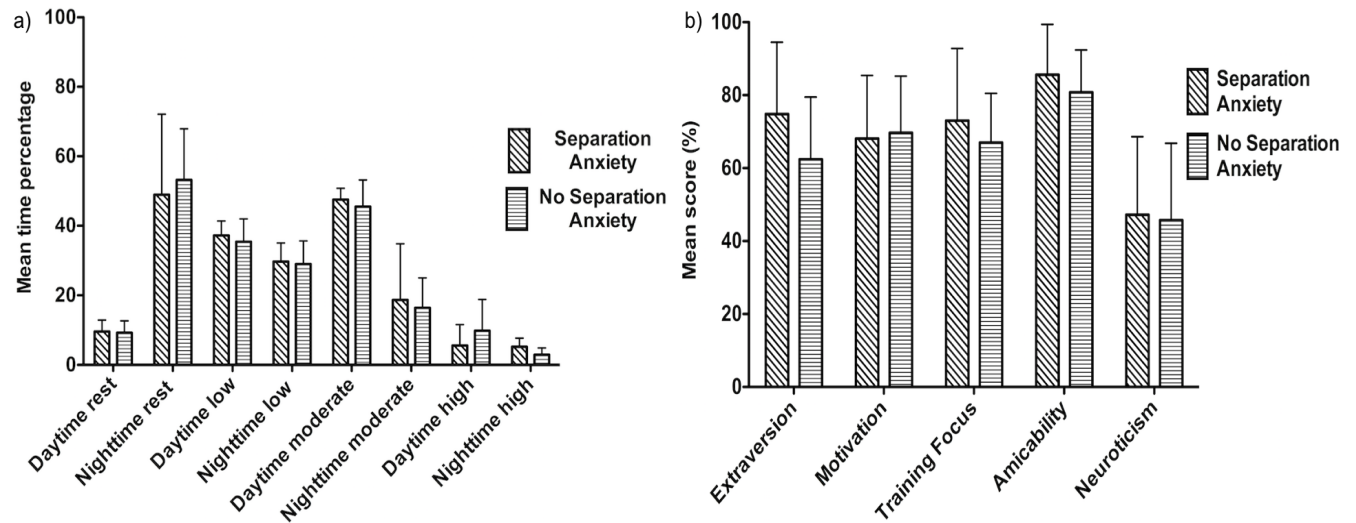 a)
Mean time percentage
100
80
60
40
20
0
Separation
Anxiety
No Separation
Anxiety
Daytime rest
Nighttime rest
Daytime low
Nighttime low
Daytime moderate
Nighttime moderate
Daytime high
Nighttime high
b)
Mean score (%)
100
80
60
40
20
0
Separation
Anxiety
No Separation
Anxiety
Extraversion
Motivation
Training Focus
Amicability
Neuroticism